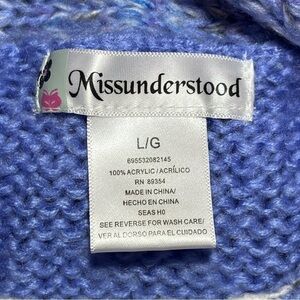 Missunderstood
L/G
695532082145
100% ACRYLIC / ACRÍLICO
RN 89354
MADE IN CHINA/
HECHO EN CHINA
SEAS H0
SEE REVERSE FOR WASH CARE/
VER AL DORSO PARA EL CUIDADO